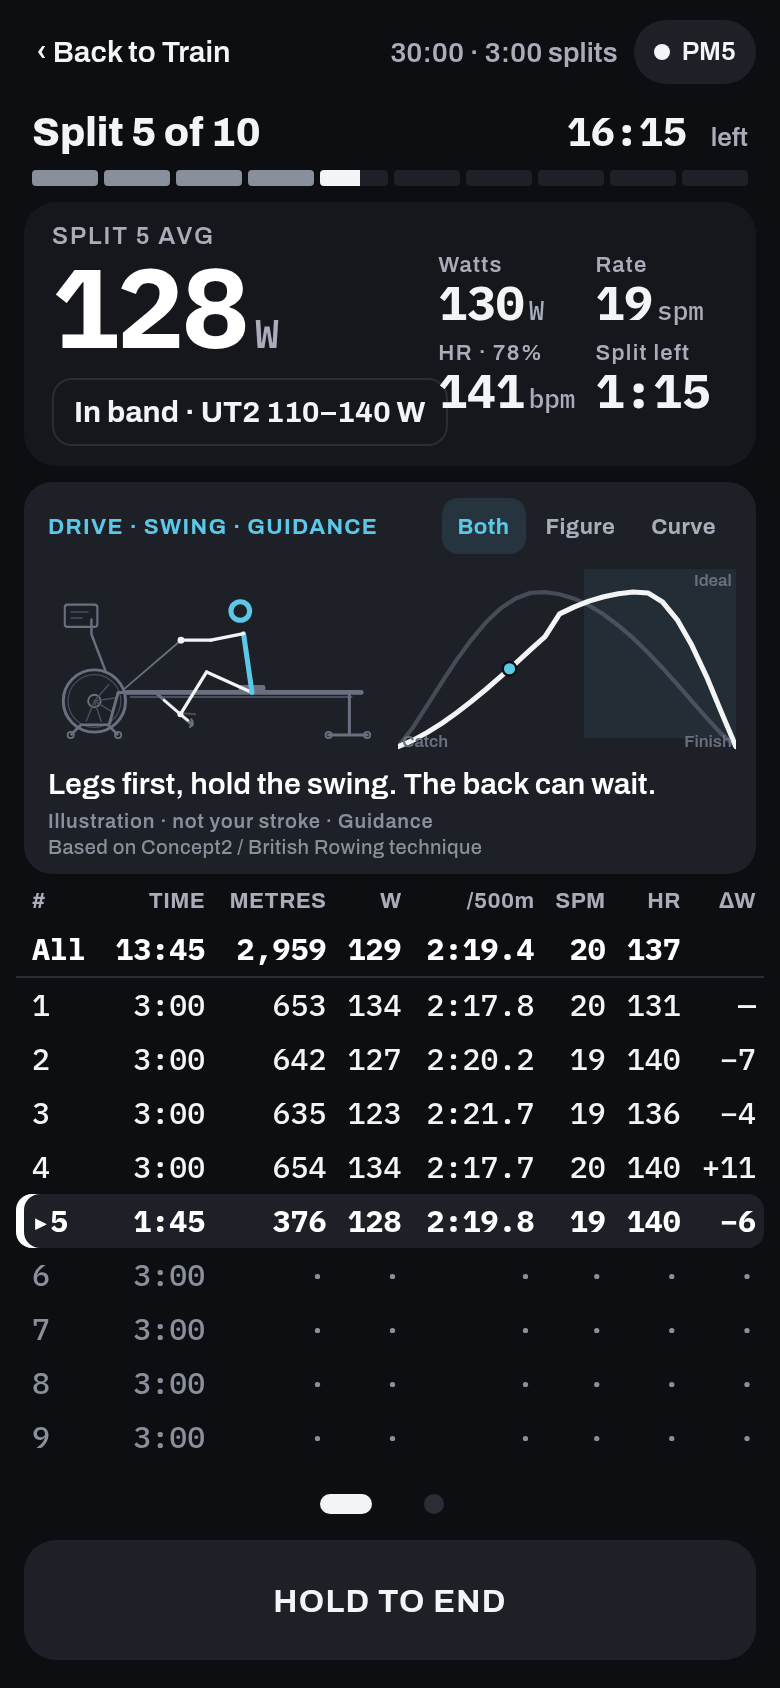 ‹ Back to Train
30:00 · 3:00 splits
PM5
Split 5 of 10
16:15 left
SPLIT 5 AVG
128 W
In band · UT2 110–140 W
Watts
130 W
Rate
19 spm
HR · 78%
141 bpm
Split left
1:15
DRIVE · SWING · GUIDANCE
Both
Figure
Curve
Ideal
Catch
Finish
Legs first, hold the swing. The back can wait.
Illustration · not your stroke · Guidance
Based on Concept2 / British Rowing technique
# TIME METRES W /500m SPM HR ΔW
All 13:45 2,959 129 2:19.4 20 137
1 3:00 653 134 2:17.8 20 131 —
2 3:00 642 127 2:20.2 19 140 −7
3 3:00 635 123 2:21.7 19 136 −4
4 3:00 654 134 2:17.7 20 140 +11
▸5 1:45 376 128 2:19.8 19 140 −6
6 3:00 · · · · · ·
7 3:00 · · · · · ·
8 3:00 · · · · · ·
9 3:00 · · · · · ·
HOLD TO END